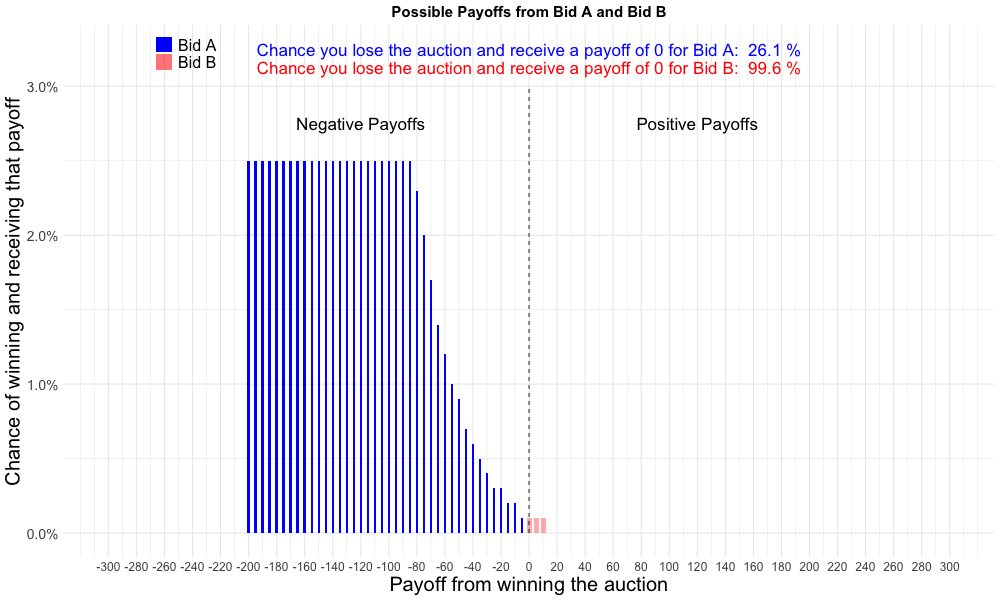 Possible Payoffs from Bid A and Bid B
Bid A
Bid B
Chance you lose the auction and receive a payoff of 0 for Bid A: 26.1 %
Chance you lose the auction and receive a payoff of 0 for Bid B: 99.6 %
Negative Payoffs
Positive Payoffs
Chance of winning and receiving that payoff
3.0%
2.0%
1.0%
0.0%
-300 -280 -260 -240 -220 -200 -180 -160 -140 -120 -100 -80 -60 -40 -20 0 20 40 60 80 100 120 140 160 180 200 220 240 260 280 300
Payoff from winning the auction